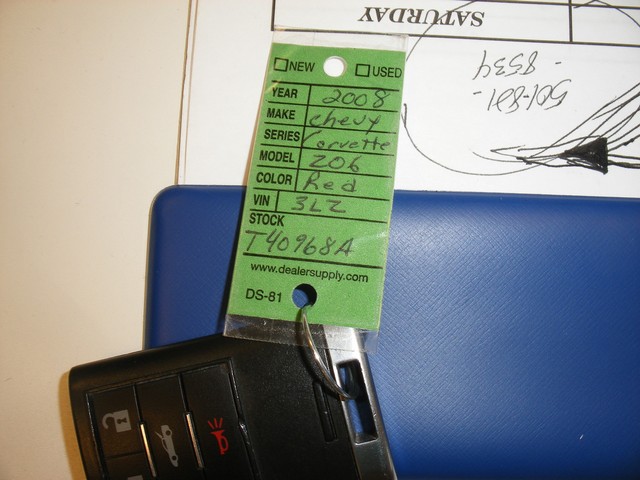 SATURDAY
501-821-
-8534
NEW USED
YEAR 2008
MAKE Chevy
SERIES Corvette
MODEL Z06
COLOR Red
VIN 3LZ
STOCK
T40968A
www.dealersupply.com
DS-81